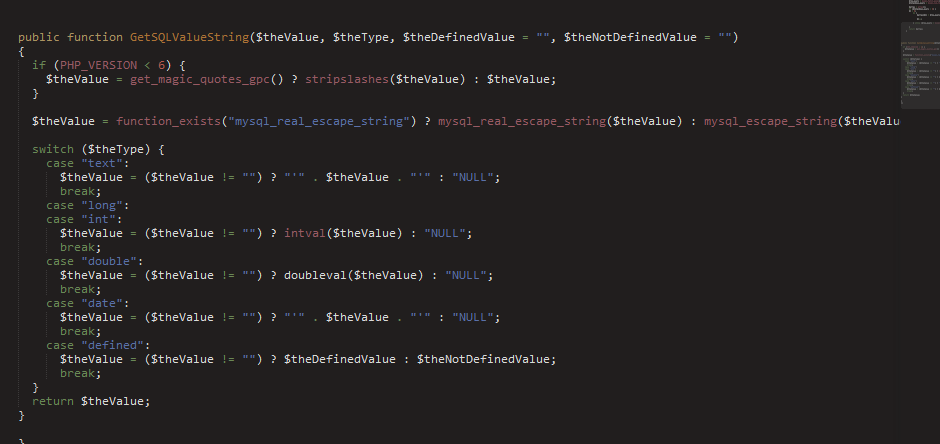 public function GetSQLValueString($theValue, $theType, $theDefinedValue = "", $theNotDefinedValue = "")
{
if (PHP_VERSION < 6) {
$theValue = get_magic_quotes_gpc() ? stripslashes($theValue) : $theValue;
}
$theValue = function_exists("mysql_real_escape_string") ? mysql_real_escape_string($theValue) : mysql_escape_string($theValu
switch ($theType) {
case "text":
$theValue = ($theValue != "") ? "'" . $theValue . "'" : "NULL";
break;
case "long":
case "int":
$theValue = ($theValue != "") ? intval($theValue) : "NULL";
break;
case "double":
$theValue = ($theValue != "") ? doubleval($theValue) : "NULL";
break;
case "date":
$theValue = ($theValue != "") ? "'" . $theValue . "'" : "NULL";
break;
case "defined":
$theValue = ($theValue != "") ? $theDefinedValue : $theNotDefinedValue;
break;
}
return $theValue;
}
}